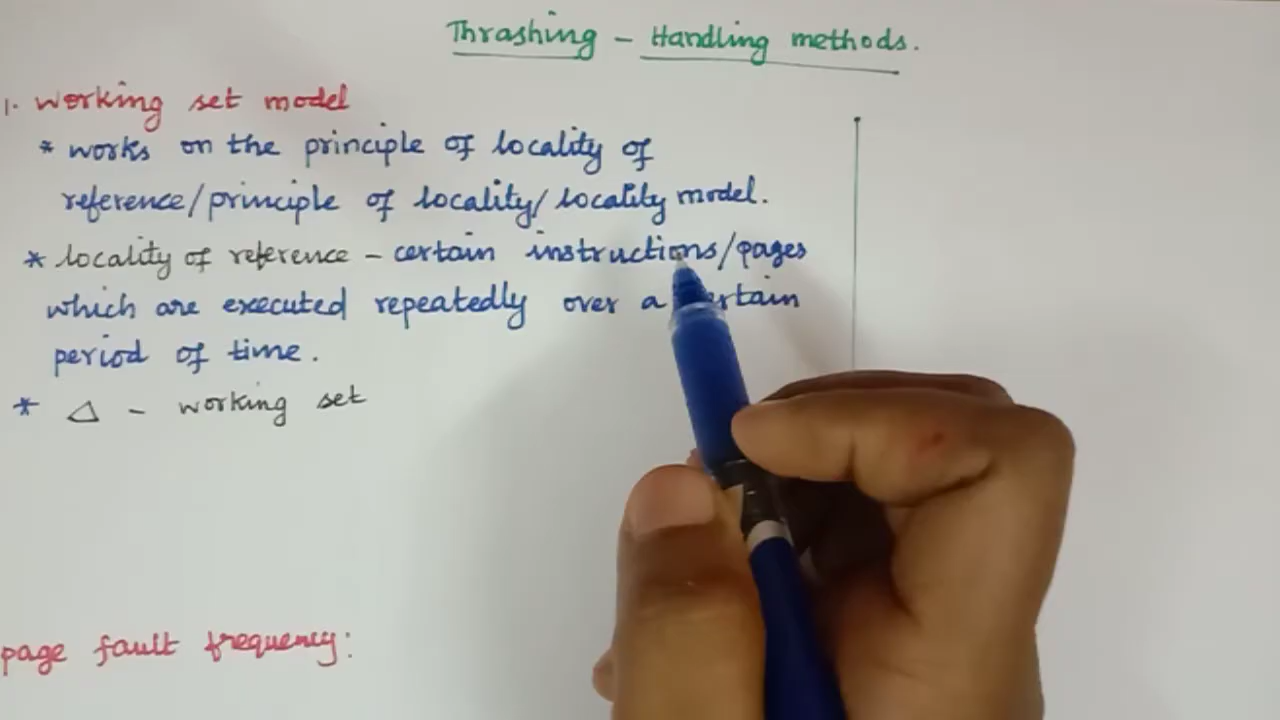 Thrashing - Handling methods.
1. working set model
* works on the principle of locality of
reference/principle of locality/locality model.
* locality of reference - certain instructions/pages
which are executed repeatedly over a certain
period of time.
* Δ - working set
page fault frequency: